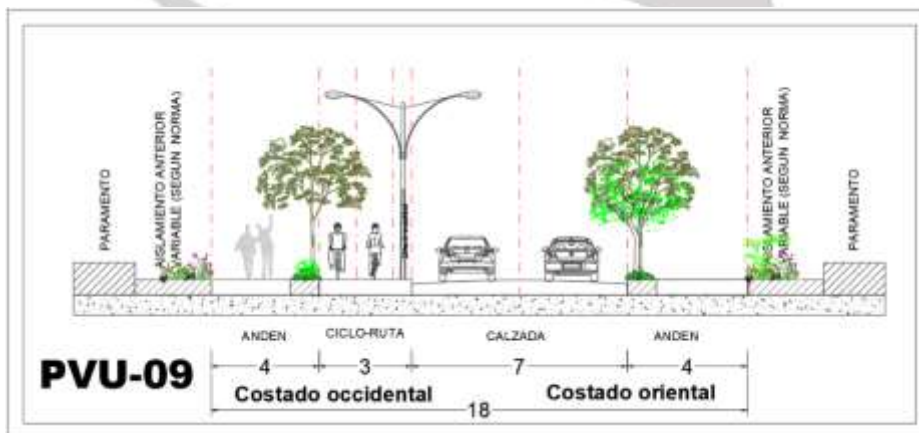 PARAMENTO
AISLAMIENTO ANTERIOR
VARIABLE (SEGUN NORMA)
AISLAMIENTO ANTERIOR
VARIABLE (SEGUN NORMA)
PARAMENTO
ANDEN
CICLO-RUTA
CALZADA
ANDEN
4
3
7
4
PVU-09
Costado occidental
Costado oriental
18